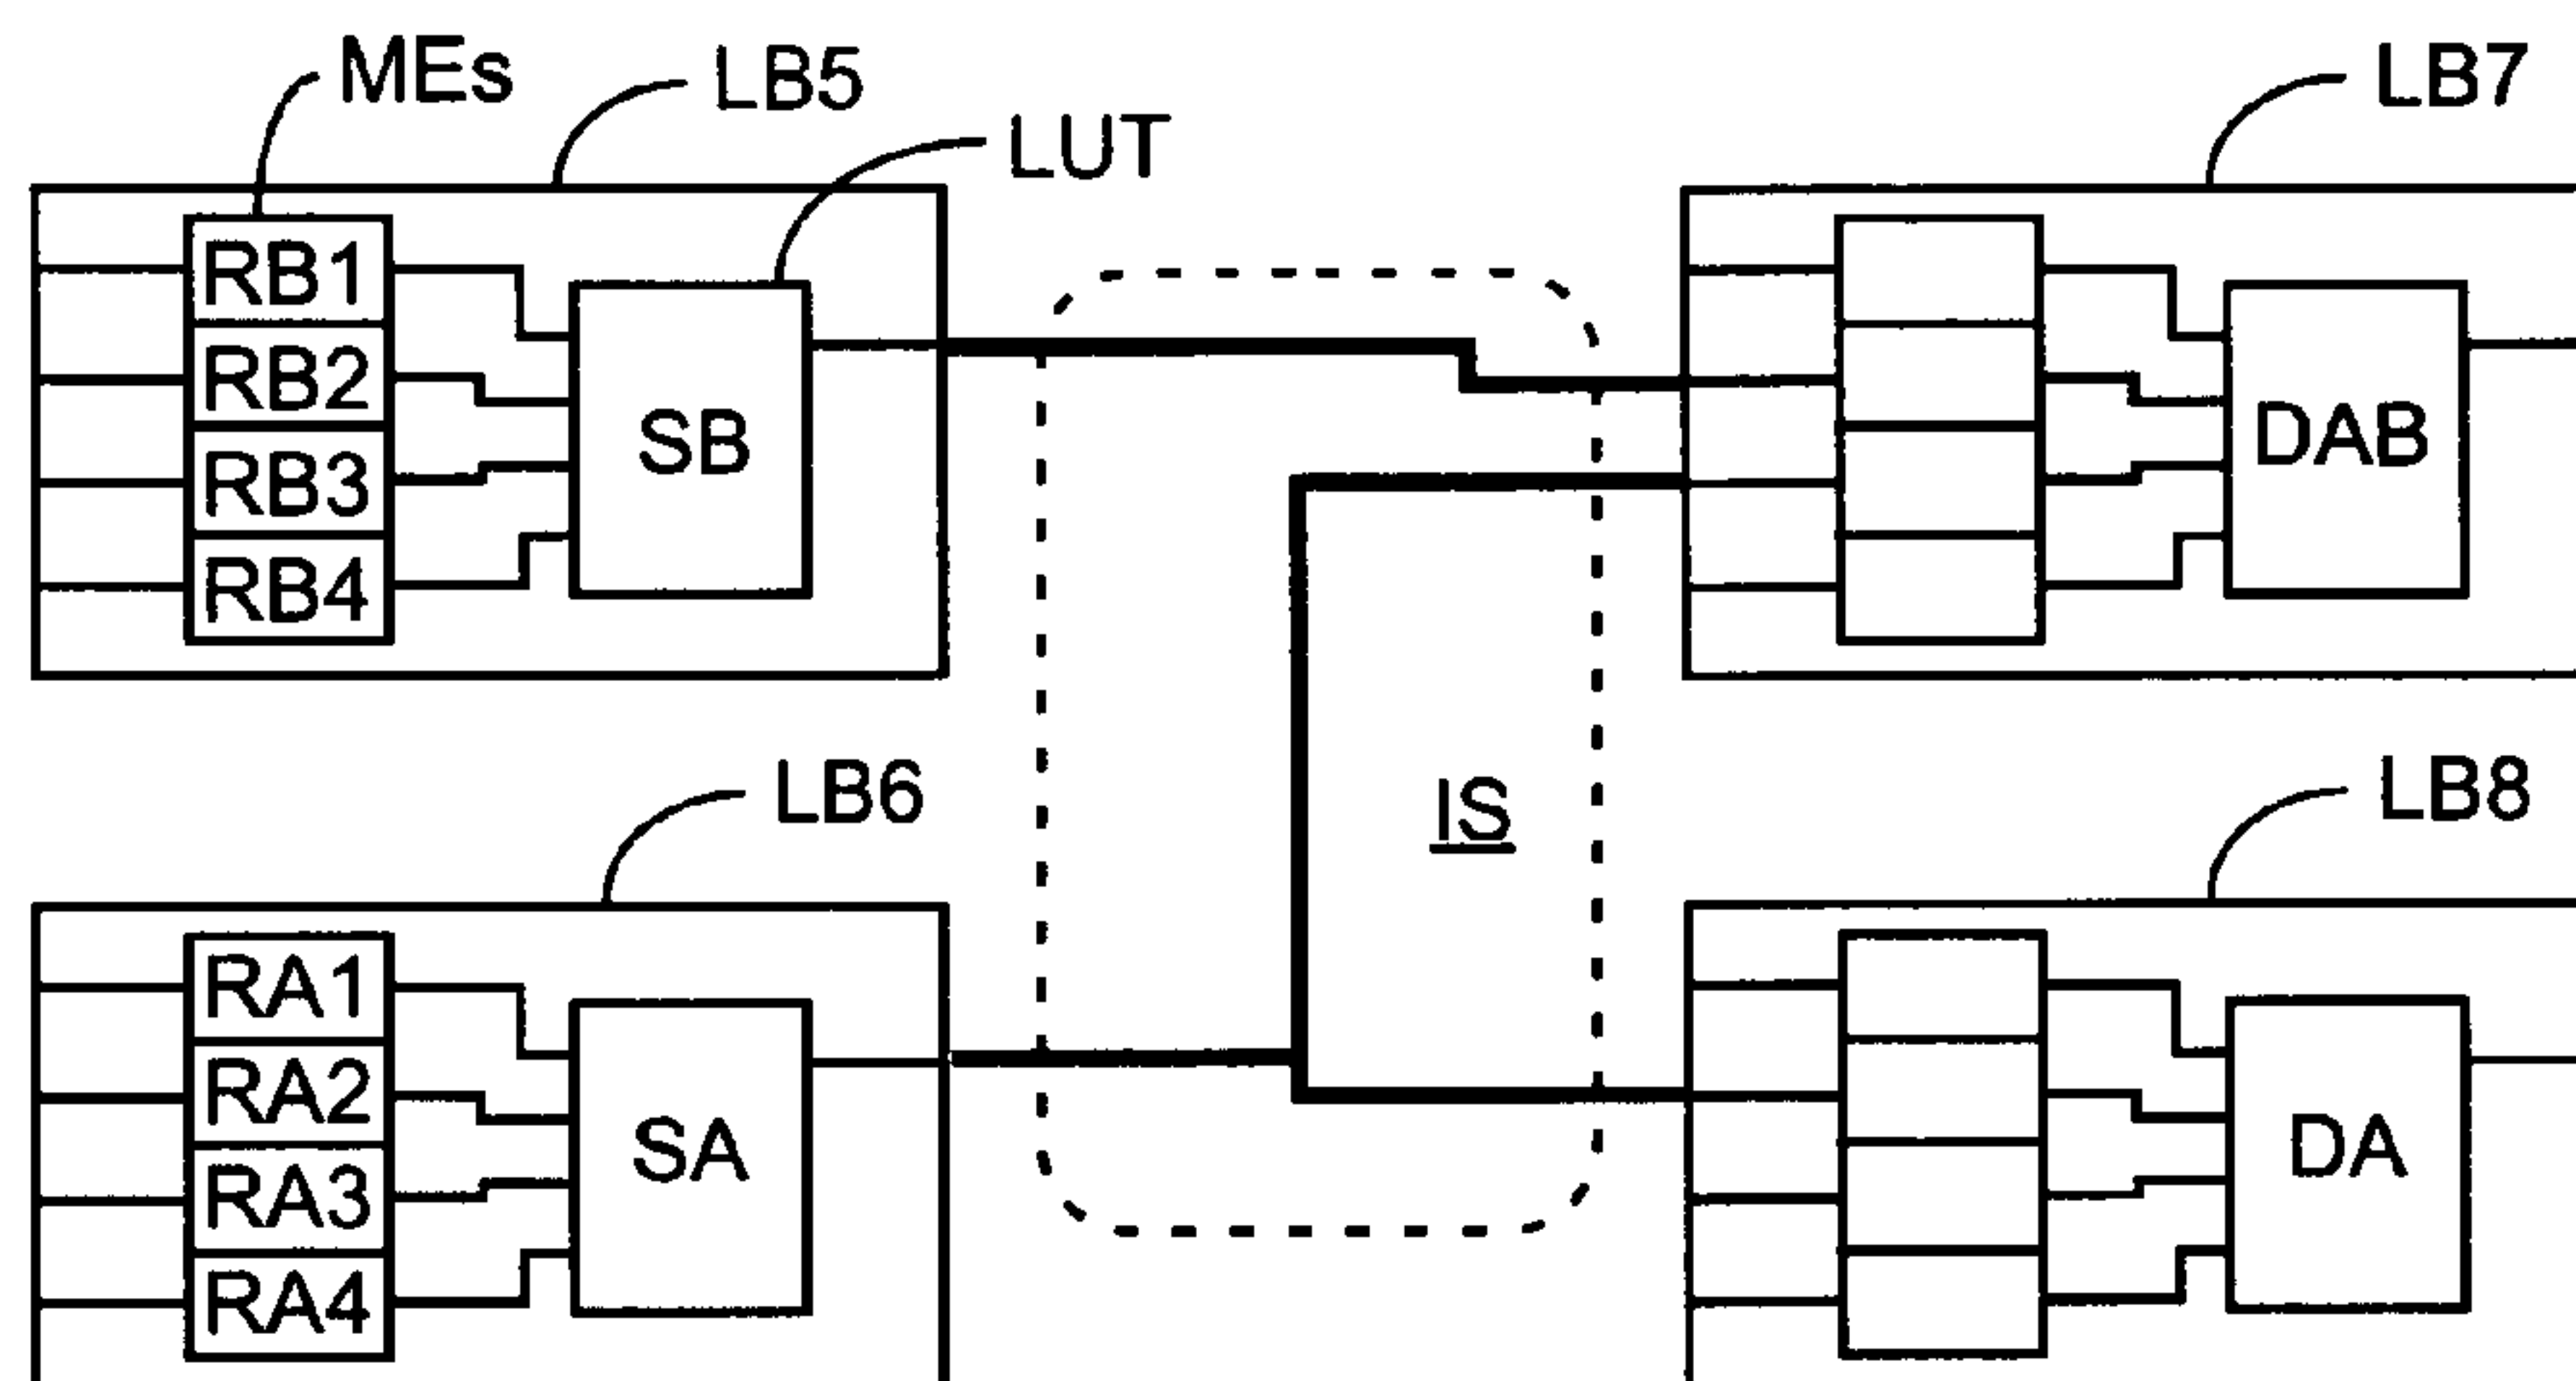 MEs
LB5
LUT
LB7
RB1
RB2
RB3
RB4
SB
DAB
LB6
IS
LB8
RA1
RA2
RA3
RA4
SA
DA